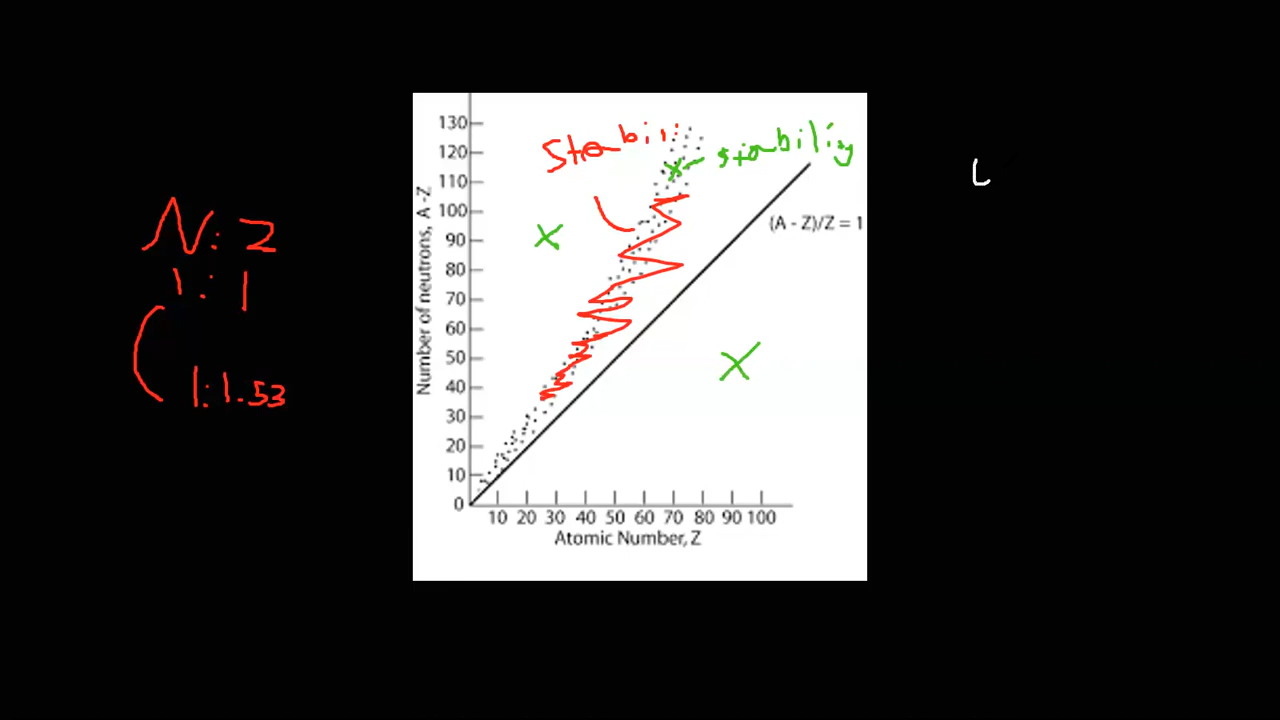 N:Z
1:1
1:1.53
130
120
110
100
90
80
70
60
50
40
30
20
10
0
Number of neutrons, A -Z
Stabili
stability
(A - Z)/Z = 1
10 20 30 40 50 60 70 80 90 100
Atomic Number, Z
L